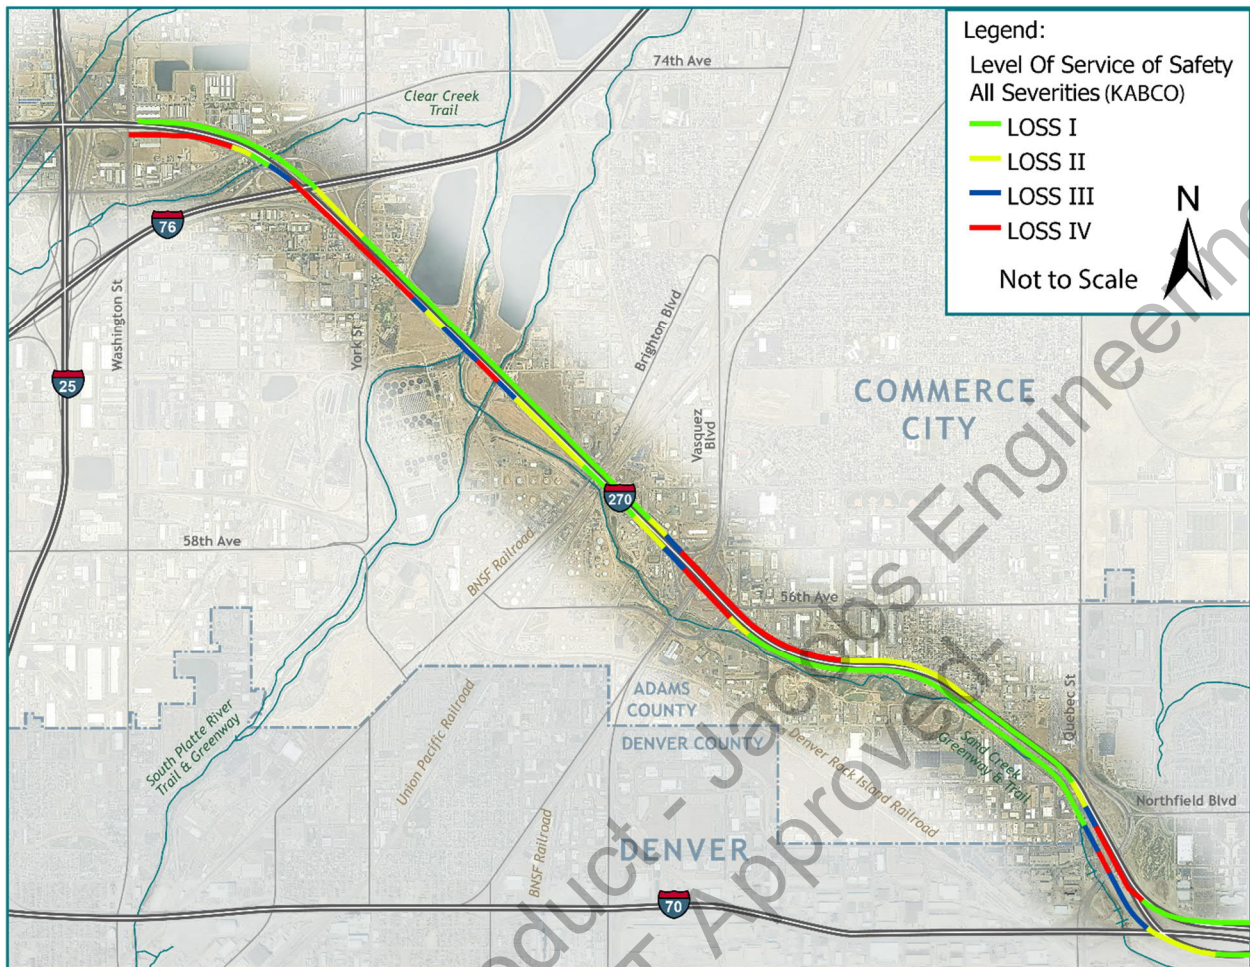 Legend:
Level Of Service of Safety
All Severities (KABCO)
LOSS I
LOSS II
LOSS III
LOSS IV
N
Not to Scale
74th Ave
Clear Creek
Trail
76
Washington St
York St
25
Brighton Blvd
Vasquez
Blvd
COMMERCE
CITY
270
58th Ave
BNSF Railroad
56th Ave
Quebec St
ADAMS
COUNTY
DENVER COUNTY
South Platte River
Trail & Greenway
Union Pacific Railroad
Denver Rock Island Railroad
Sand Creek
Greenway & Trail
Northfield Blvd
BNSF Railroad
DENVER
70
- Jacobs Engineering
Approved-